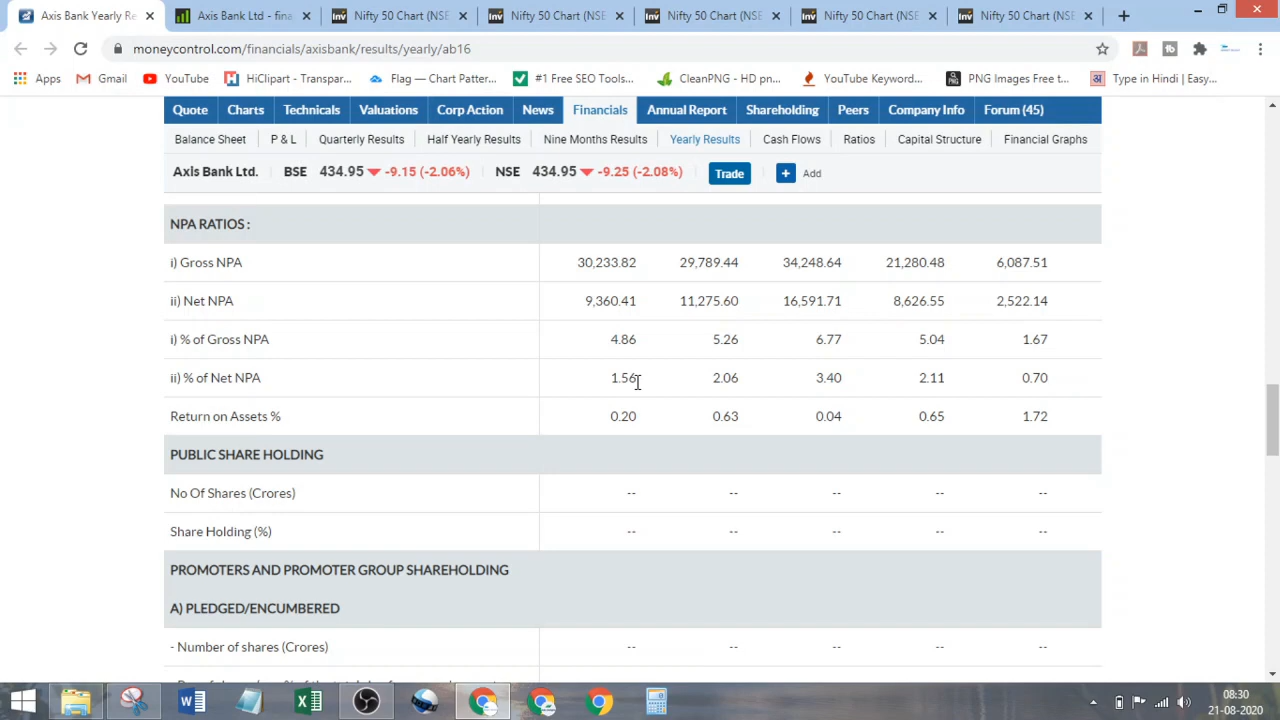 Axis Bank Yearly Re
Axis Bank Ltd - fina
Nifty 50 Chart (NSE
Nifty 50 Chart (NSE
Nifty 50 Chart (NSE
Nifty 50 Chart (NSE
Nifty 50 Chart (NSE
moneycontrol.com/financials/axisbank/results/yearly/ab16
Apps Gmail YouTube HiClipart - Transpar... Flag — Chart Patter... #1 Free SEO Tools... CleanPNG - HD pn... YouTube Keyword... PNG Images Free t... Type in Hindi | Easy...
Quote Charts Technicals Valuations Corp Action News Financials Annual Report Shareholding Peers Company Info Forum (45)
Balance Sheet P & L Quarterly Results Half Yearly Results Nine Months Results Yearly Results Cash Flows Ratios Capital Structure Financial Graphs
Axis Bank Ltd. BSE 434.95 -9.15 (-2.06%) NSE 434.95 -9.25 (-2.08%) Trade + Add
NPA RATIOS :
i) Gross NPA 30,233.82 29,789.44 34,248.64 21,280.48 6,087.51
ii) Net NPA 9,360.41 11,275.60 16,591.71 8,626.55 2,522.14
i) % of Gross NPA 4.86 5.26 6.77 5.04 1.67
ii) % of Net NPA 1.56 2.06 3.40 2.11 0.70
Return on Assets % 0.20 0.63 0.04 0.65 1.72
PUBLIC SHARE HOLDING
No Of Shares (Crores) -- -- -- -- --
Share Holding (%) -- -- -- -- --
PROMOTERS AND PROMOTER GROUP SHAREHOLDING
A) PLEDGED/ENCUMBERED
- Number of shares (Crores) -- -- -- -- --
08:30
21-08-2020